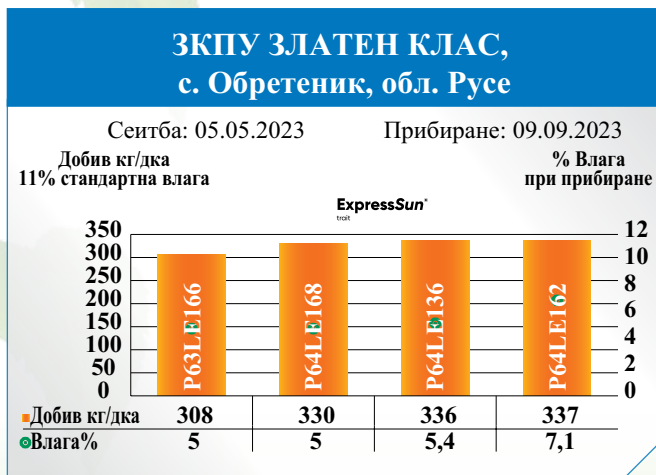 ЗКПУ ЗЛАТЕН КЛАС,
с. Обретеник, обл. Русе
Сеитба: 05.05.2023 Прибиране: 09.09.2023
Добив кг/дка
11% стандартна влага
% Влага
при прибиране
ExpressSun®
trait
350
300
250
200
150
100
50
0
P63LE166
P64LE168
P64LE136
P64LE162
12
10
8
6
4
2
0
Добив кг/дка 308 330 336 337
Влага% 5 5 5,4 7,1